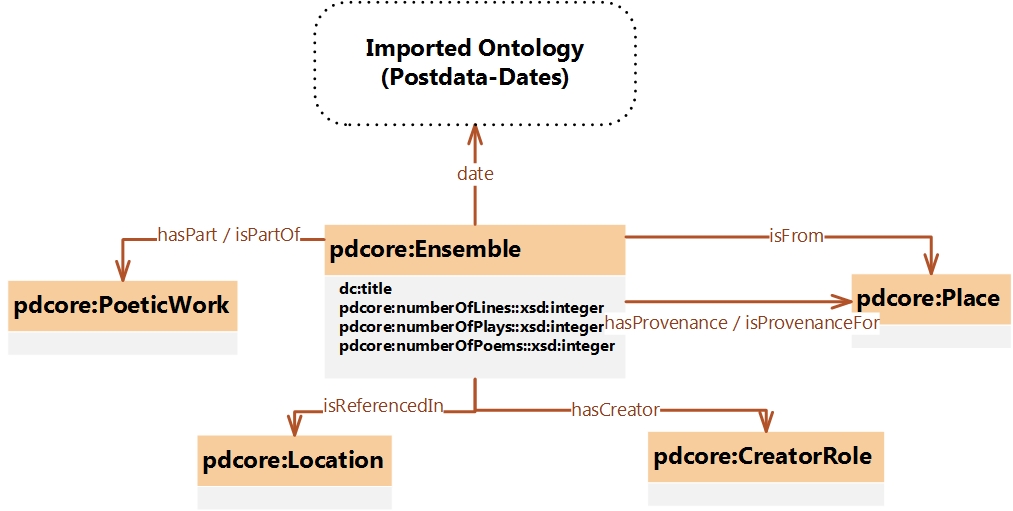 Imported Ontology
(Postdata-Dates)
date
hasPart / isPartOf
pdcore:Ensemble
isFrom
dc:title
pdcore:numberOfLines::xsd:integer
pdcore:numberOfPlays::xsd:integer
pdcore:numberOfPoems::xsd:integer
pdcore:PoeticWork
pdcore:Place
hasProvenance / isProvenanceFor
isReferencedIn
hasCreator
pdcore:Location
pdcore:CreatorRole